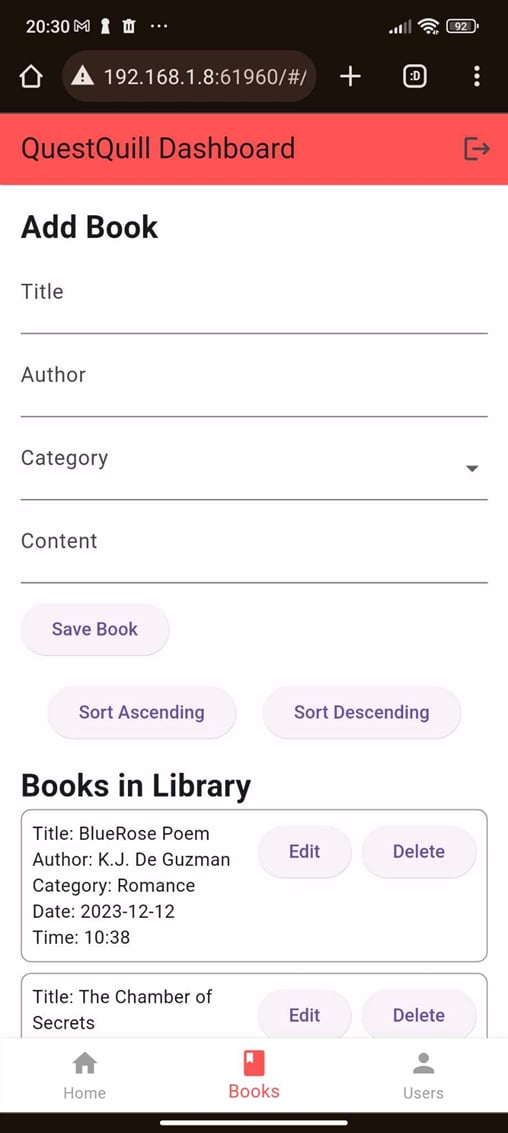 20:30
92
192.168.1.8:61960/#/
:D
QuestQuill Dashboard
Add Book
Title
Author
Category
Content
Save Book
Sort Ascending Sort Descending
Books in Library
Title: BlueRose Poem
Author: K.J. De Guzman
Category: Romance
Date: 2023-12-12
Time: 10:38
Edit Delete
Title: The Chamber of
Secrets
Edit Delete
Home Books Users